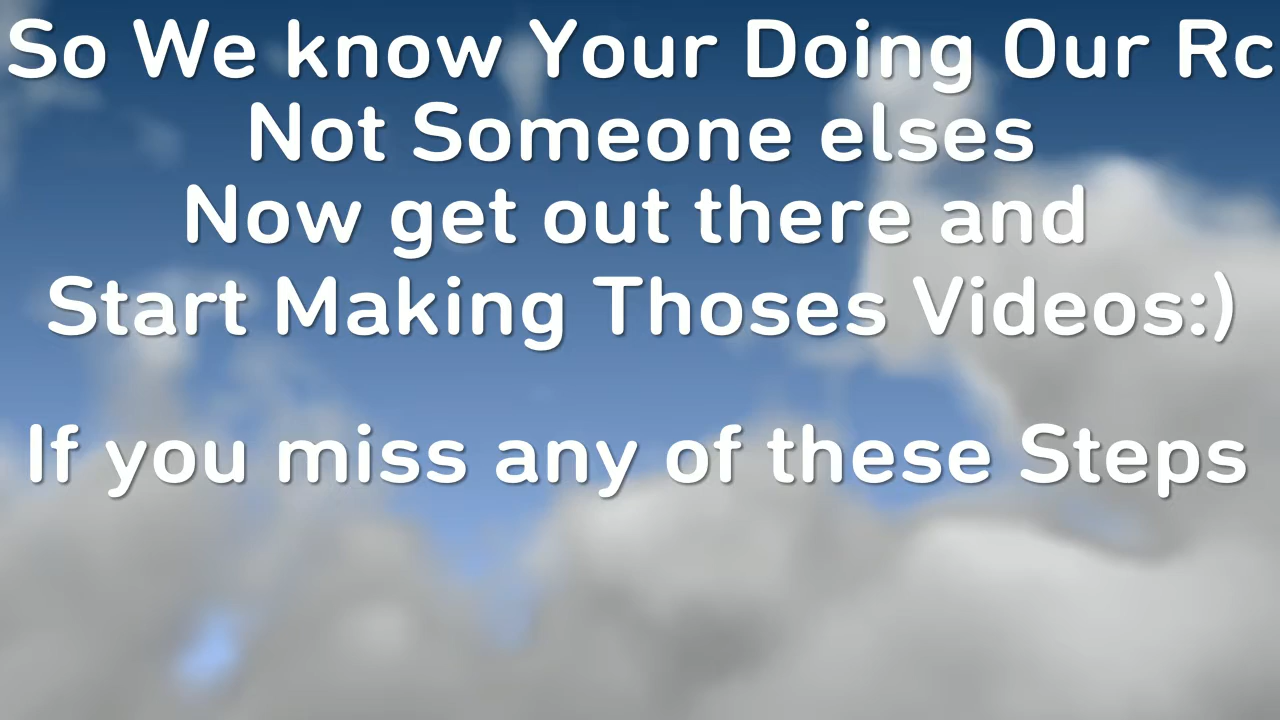 So We know Your Doing Our Rc
Not Someone elses
Now get out there and
Start Making Thoses Videos:)
If you miss any of these Steps